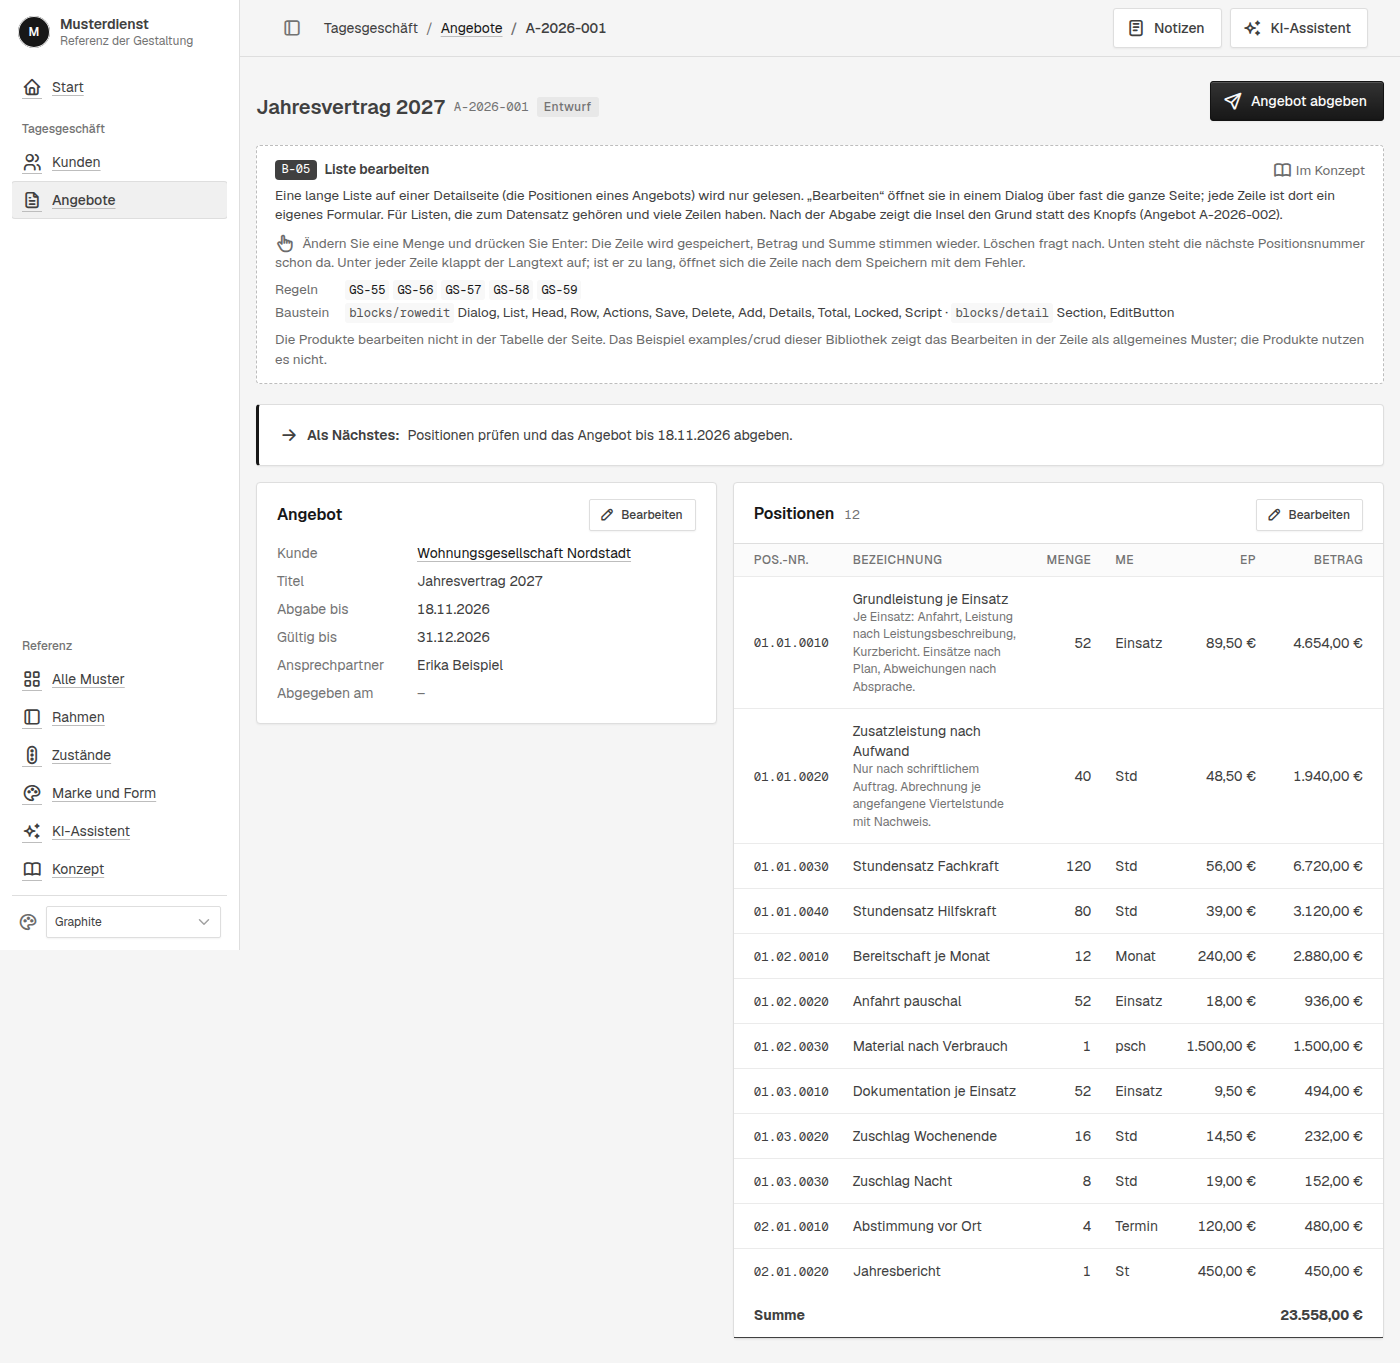 M Musterdienst
Referenz der Gestaltung
Start
Tagesgeschäft
Kunden
Angebote
Referenz
Alle Muster
Rahmen
Zustände
Marke und Form
KI-Assistent
Konzept
Graphite
Tagesgeschäft / Angebote / A-2026-001
Notizen
KI-Assistent
Jahresvertrag 2027 A-2026-001 Entwurf
Angebot abgeben
B-05 Liste bearbeiten
Im Konzept
Eine lange Liste auf einer Detailseite (die Positionen eines Angebots) wird nur gelesen. „Bearbeiten“ öffnet sie in einem Dialog über fast die ganze Seite; jede Zeile ist dort ein
eigenes Formular. Für Listen, die zum Datensatz gehören und viele Zeilen haben. Nach der Abgabe zeigt die Insel den Grund statt des Knopfs (Angebot A-2026-002).
Ändern Sie eine Menge und drücken Sie Enter: Die Zeile wird gespeichert, Betrag und Summe stimmen wieder. Löschen fragt nach. Unten steht die nächste Positionsnummer
schon da. Unter jeder Zeile klappt der Langtext auf; ist er zu lang, öffnet sich die Zeile nach dem Speichern mit dem Fehler.
Regeln GS-55 GS-56 GS-57 GS-58 GS-59
Baustein blocks/rowedit Dialog, List, Head, Row, Actions, Save, Delete, Add, Details, Total, Locked, Script · blocks/detail Section, EditButton
Die Produkte bearbeiten nicht in der Tabelle der Seite. Das Beispiel examples/crud dieser Bibliothek zeigt das Bearbeiten in der Zeile als allgemeines Muster; die Produkte nutzen
es nicht.
Als Nächstes: Positionen prüfen und das Angebot bis 18.11.2026 abgeben.
Angebot
Bearbeiten
Kunde Wohnungsgesellschaft Nordstadt
Titel Jahresvertrag 2027
Abgabe bis 18.11.2026
Gültig bis 31.12.2026
Ansprechpartner Erika Beispiel
Abgegeben am –
Positionen 12
Bearbeiten
POS.-NR. BEZEICHNUNG MENGE ME EP BETRAG
Grundleistung je Einsatz
Je Einsatz: Anfahrt, Leistung
nach Leistungsbeschreibung,
01.01.0010 52 Einsatz 89,50 € 4.654,00 €
Kurzbericht. Einsätze nach
Plan, Abweichungen nach
Absprache.
Zusatzleistung nach
Aufwand
Nur nach schriftlichem
01.01.0020 40 Std 48,50 € 1.940,00 €
Auftrag. Abrechnung je
angefangene Viertelstunde
mit Nachweis.
01.01.0030 Stundensatz Fachkraft 120 Std 56,00 € 6.720,00 €
01.01.0040 Stundensatz Hilfskraft 80 Std 39,00 € 3.120,00 €
01.02.0010 Bereitschaft je Monat 12 Monat 240,00 € 2.880,00 €
01.02.0020 Anfahrt pauschal 52 Einsatz 18,00 € 936,00 €
01.02.0030 Material nach Verbrauch 1 psch 1.500,00 € 1.500,00 €
01.03.0010 Dokumentation je Einsatz 52 Einsatz 9,50 € 494,00 €
01.03.0020 Zuschlag Wochenende 16 Std 14,50 € 232,00 €
01.03.0030 Zuschlag Nacht 8 Std 19,00 € 152,00 €
02.01.0010 Abstimmung vor Ort 4 Termin 120,00 € 480,00 €
02.01.0020 Jahresbericht 1 St 450,00 € 450,00 €
Summe 23.558,00 €